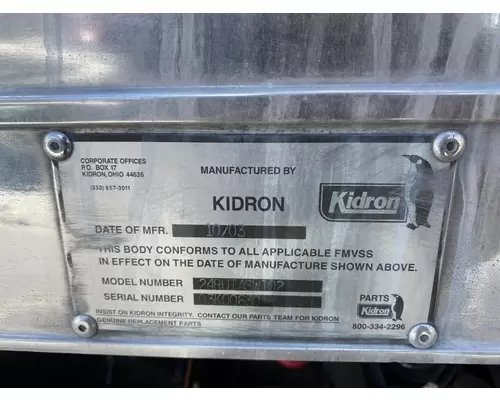 CORPORATE OFFICES
P.O. BOX 17
KIDRON, OHIO 44636
(330) 857-3011
MANUFACTURED BY
KIDRON
Kidron
DATE OF MFR. 10/03
THIS BODY CONFORMS TO ALL APPLICABLE FMVSS
IN EFFECT ON THE DATE OF MANUFACTURE SHOWN ABOVE.
MODEL NUMBER
SERIAL NUMBER
INSIST ON KIDRON INTEGRITY. CONTACT OUR PARTS TEAM FOR KIDRON
GENUINE REPLACEMENT PARTS
PARTS
Kidron
800-334-2296